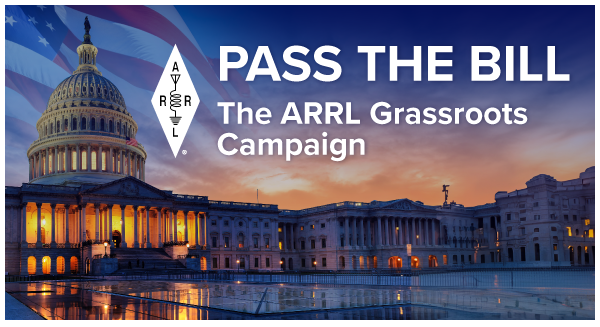 PASS THE BILL
The ARRL Grassroots
Campaign
A
R R
L
®